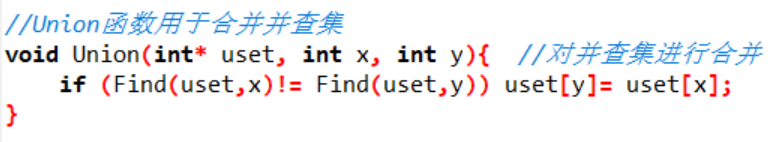 //Union函数用于合并并查集
void Union(int* uset, int x, int y){  //对并查集进行合并
    if (Find(uset,x)!= Find(uset,y)) uset[y]= uset[x];
}